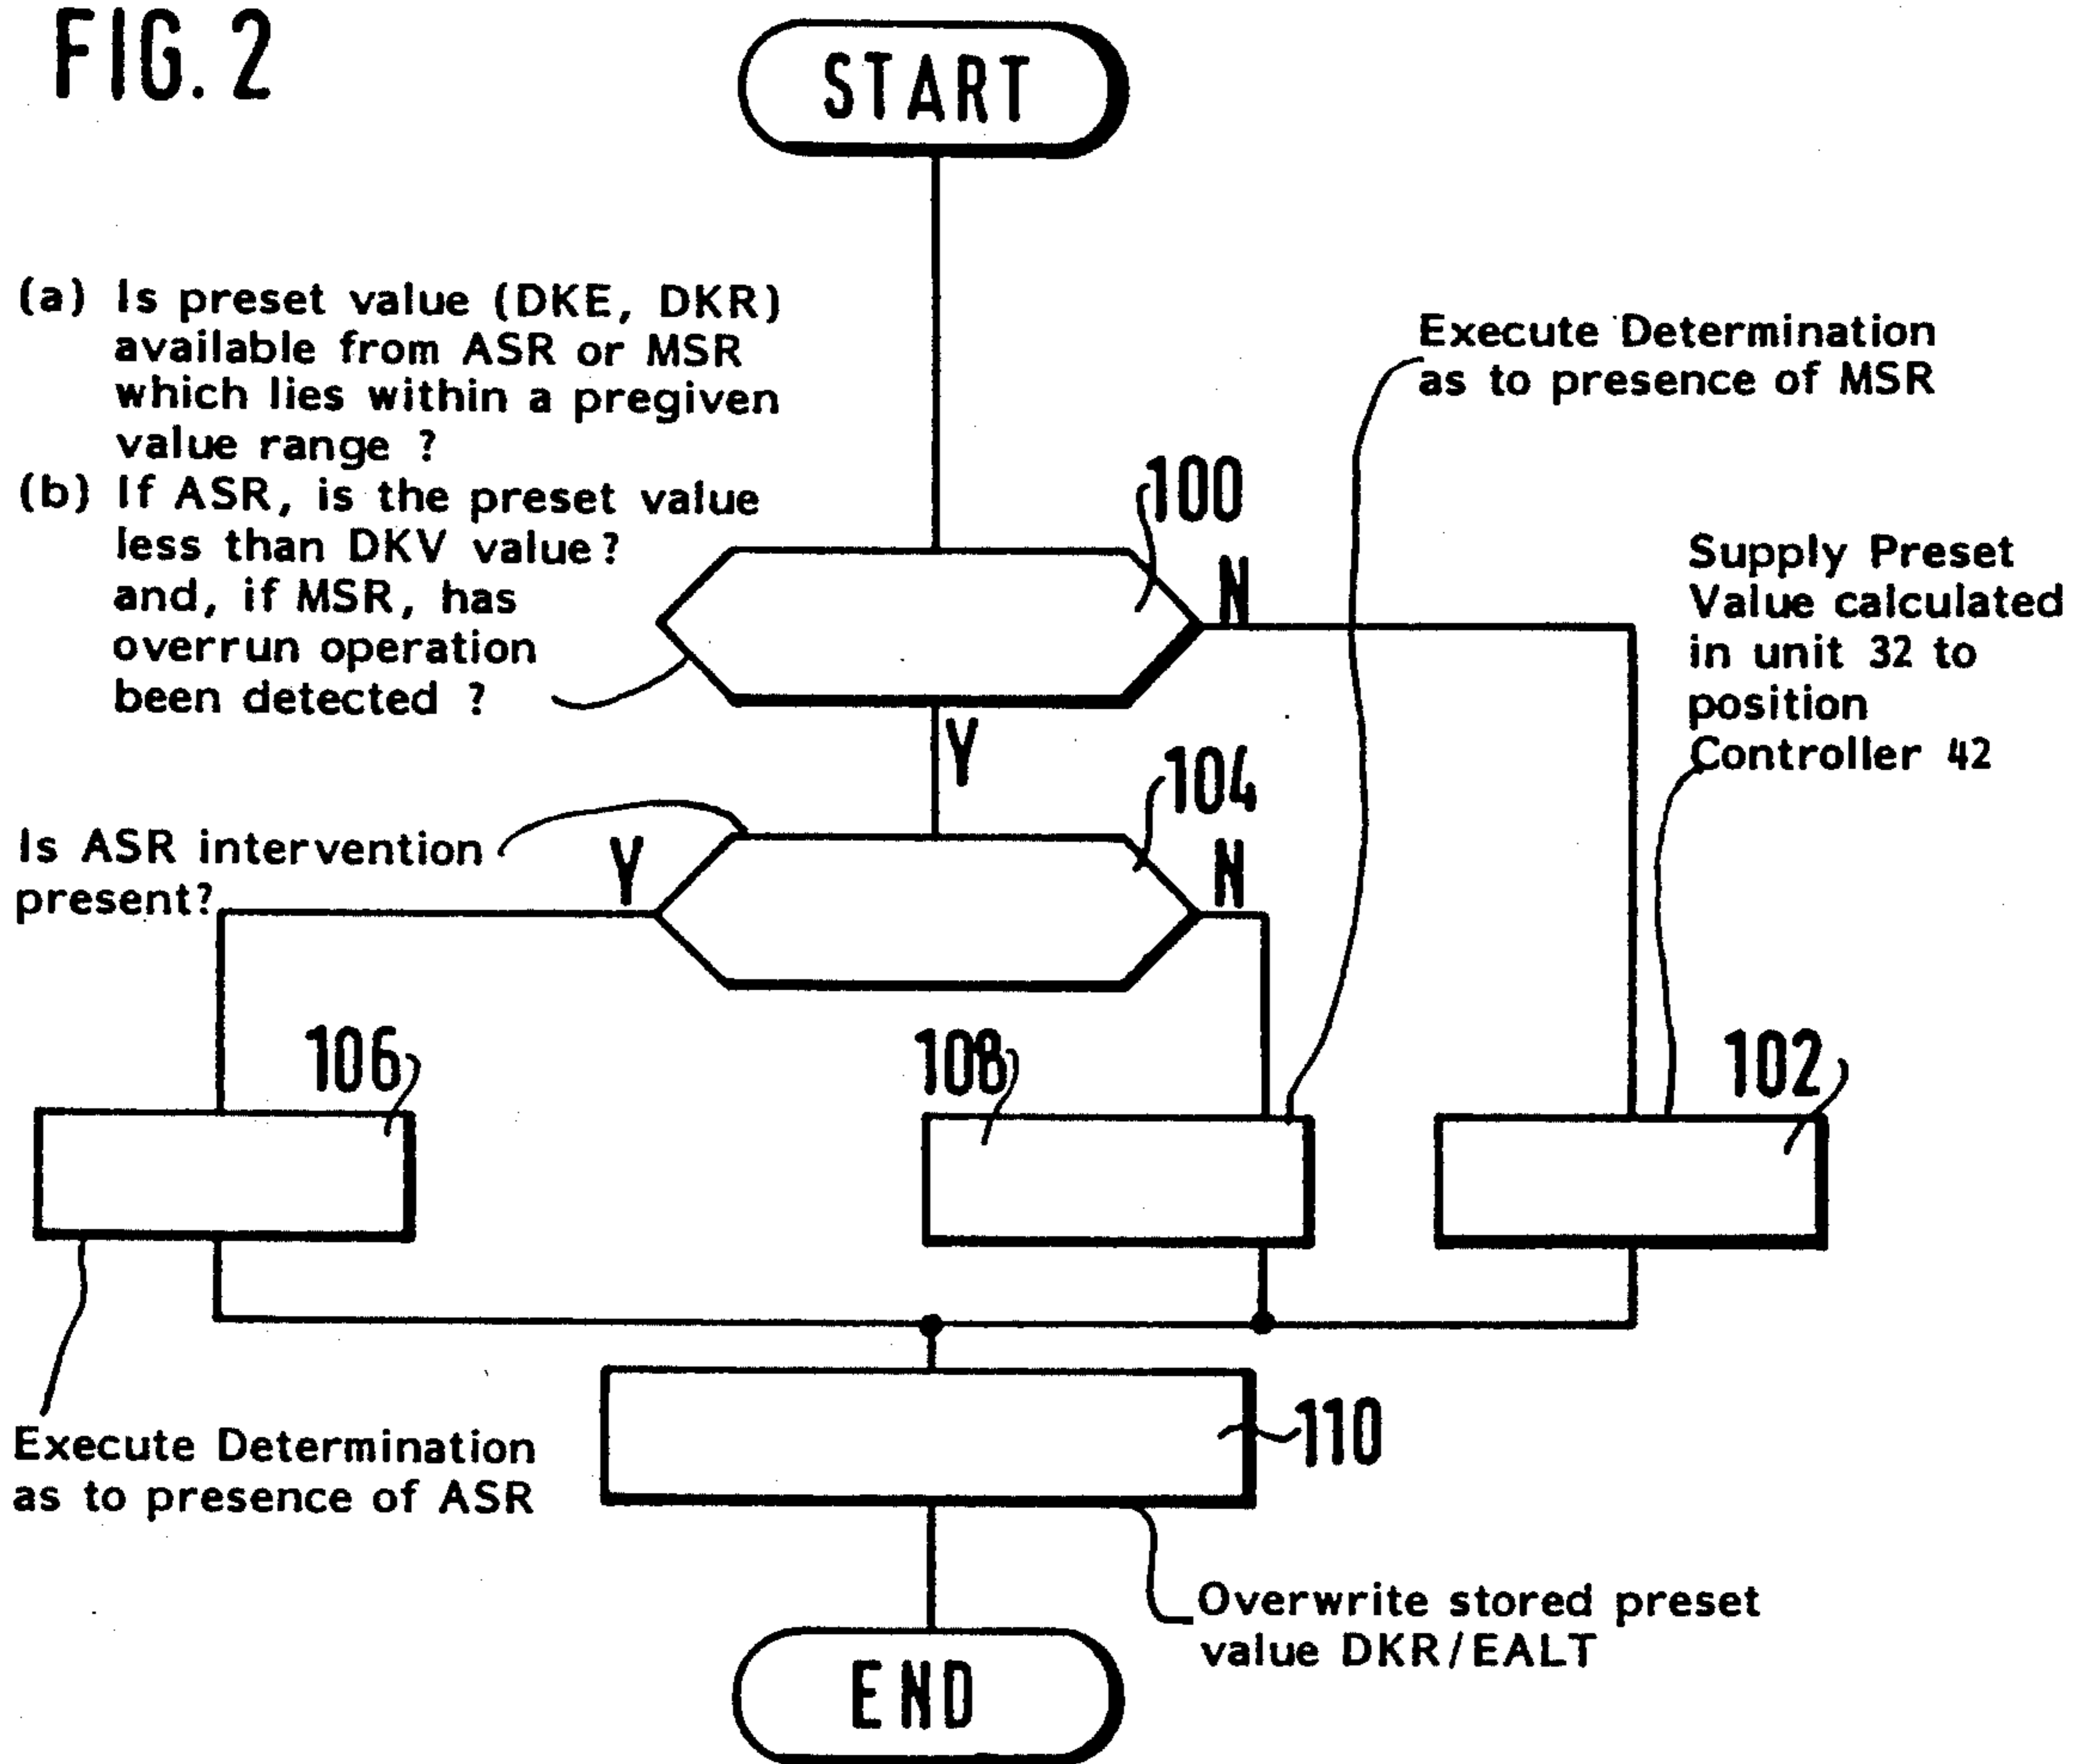 FIG. 2
START
(a) Is preset value (DKE, DKR)
available from ASR or MSR
which lies within a pregiven
value range ?
(b) If ASR, is the preset value
less than DKV value?
and, if MSR, has
overrun operation
been detected ?
Execute Determination
as to presence of MSR
100
N
Supply Preset
Value calculated
in unit 32 to
position
Controller 42
Y
104
Is ASR intervention
present?
Y
N
106
108
102
Execute Determination
as to presence of ASR
110
Overwrite stored preset
value DKR/EALT
END